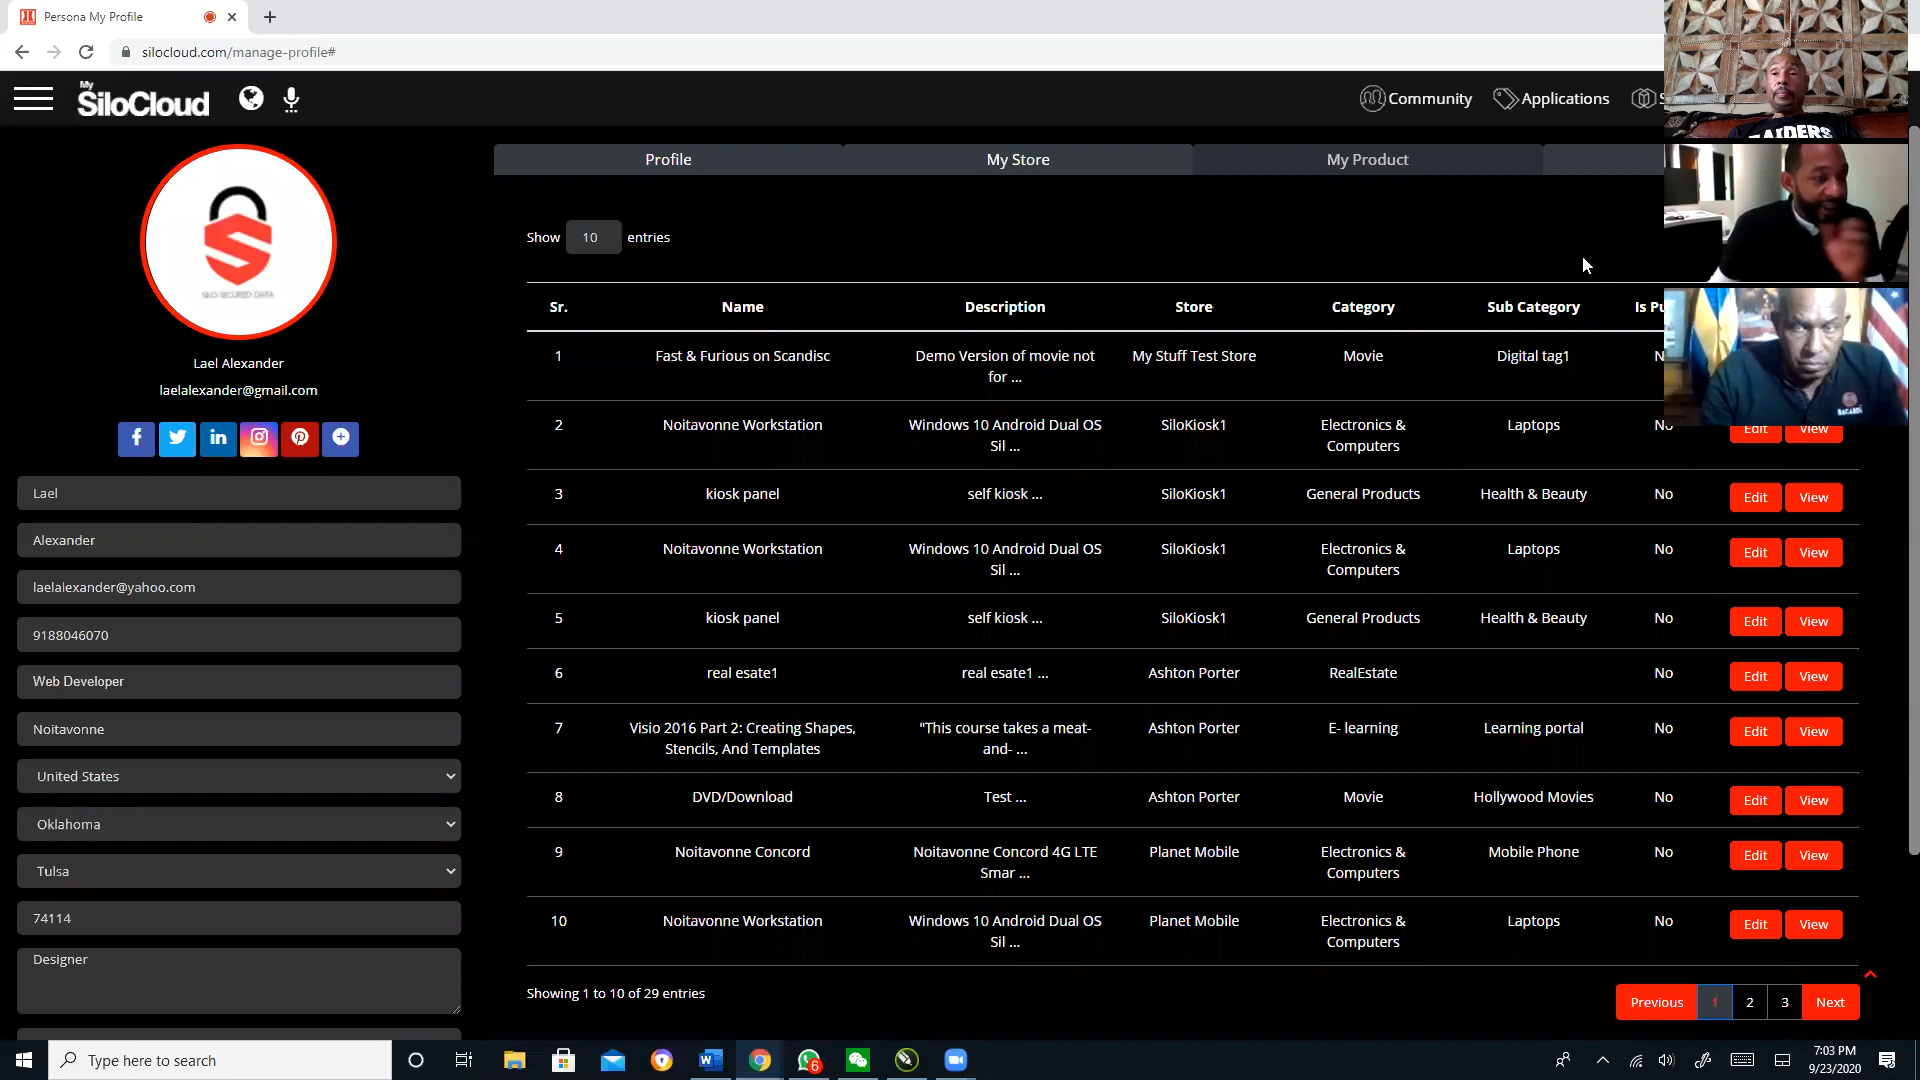 Persona My Profile
silocloud.com/manage-profile#
My
SiloCloud
Community
Applications
RAIDERS
Profile
My Store
My Product
SILO SECURED DATA
Show 10 entries
Sr. Name Description Store Category Sub Category Is Pu
1 Fast & Furious on Scandisc Demo Version of movie not My Stuff Test Store Movie Digital tag1 N
for ...
2 Noitavonne Workstation Windows 10 Android Dual OS SiloKiosk1 Electronics & Laptops No Edit View
Sil ... Computers
BACARDI
3 kiosk panel self kiosk ... SiloKiosk1 General Products Health & Beauty No Edit View
4 Noitavonne Workstation Windows 10 Android Dual OS SiloKiosk1 Electronics & Laptops No Edit View
Sil ... Computers
5 kiosk panel self kiosk ... SiloKiosk1 General Products Health & Beauty No Edit View
6 real esate1 real esate1 ... Ashton Porter RealEstate No Edit View
7 Visio 2016 Part 2: Creating Shapes, "This course takes a meat- Ashton Porter E- learning Learning portal No Edit View
Stencils, And Templates and- ...
8 DVD/Download Test ... Ashton Porter Movie Hollywood Movies No Edit View
9 Noitavonne Concord Noitavonne Concord 4G LTE Planet Mobile Electronics & Mobile Phone No Edit View
Smar ... Computers
10 Noitavonne Workstation Windows 10 Android Dual OS Planet Mobile Electronics & Laptops No Edit View
Sil ... Computers
Showing 1 to 10 of 29 entries
Previous 1 2 3 Next
Lael Alexander
laelalexander@gmail.com
Lael
Alexander
laelalexander@yahoo.com
9188046070
Web Developer
Noitavonne
United States
Oklahoma
Tulsa
74114
Designer
Type here to search
6
7:03 PM
9/23/2020